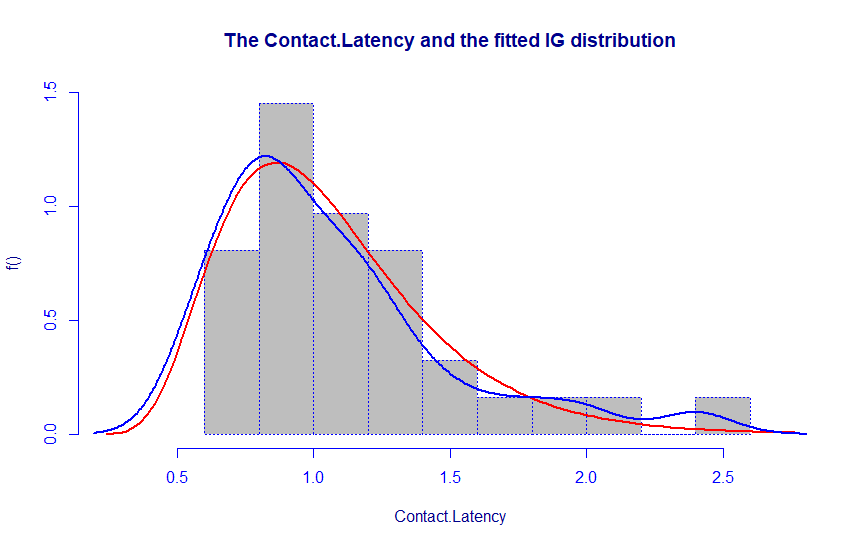 The Contact.Latency and the fitted IG distribution
f()
1.5
1.0
0.5
0.0
0.5 1.0 1.5 2.0 2.5
Contact.Latency